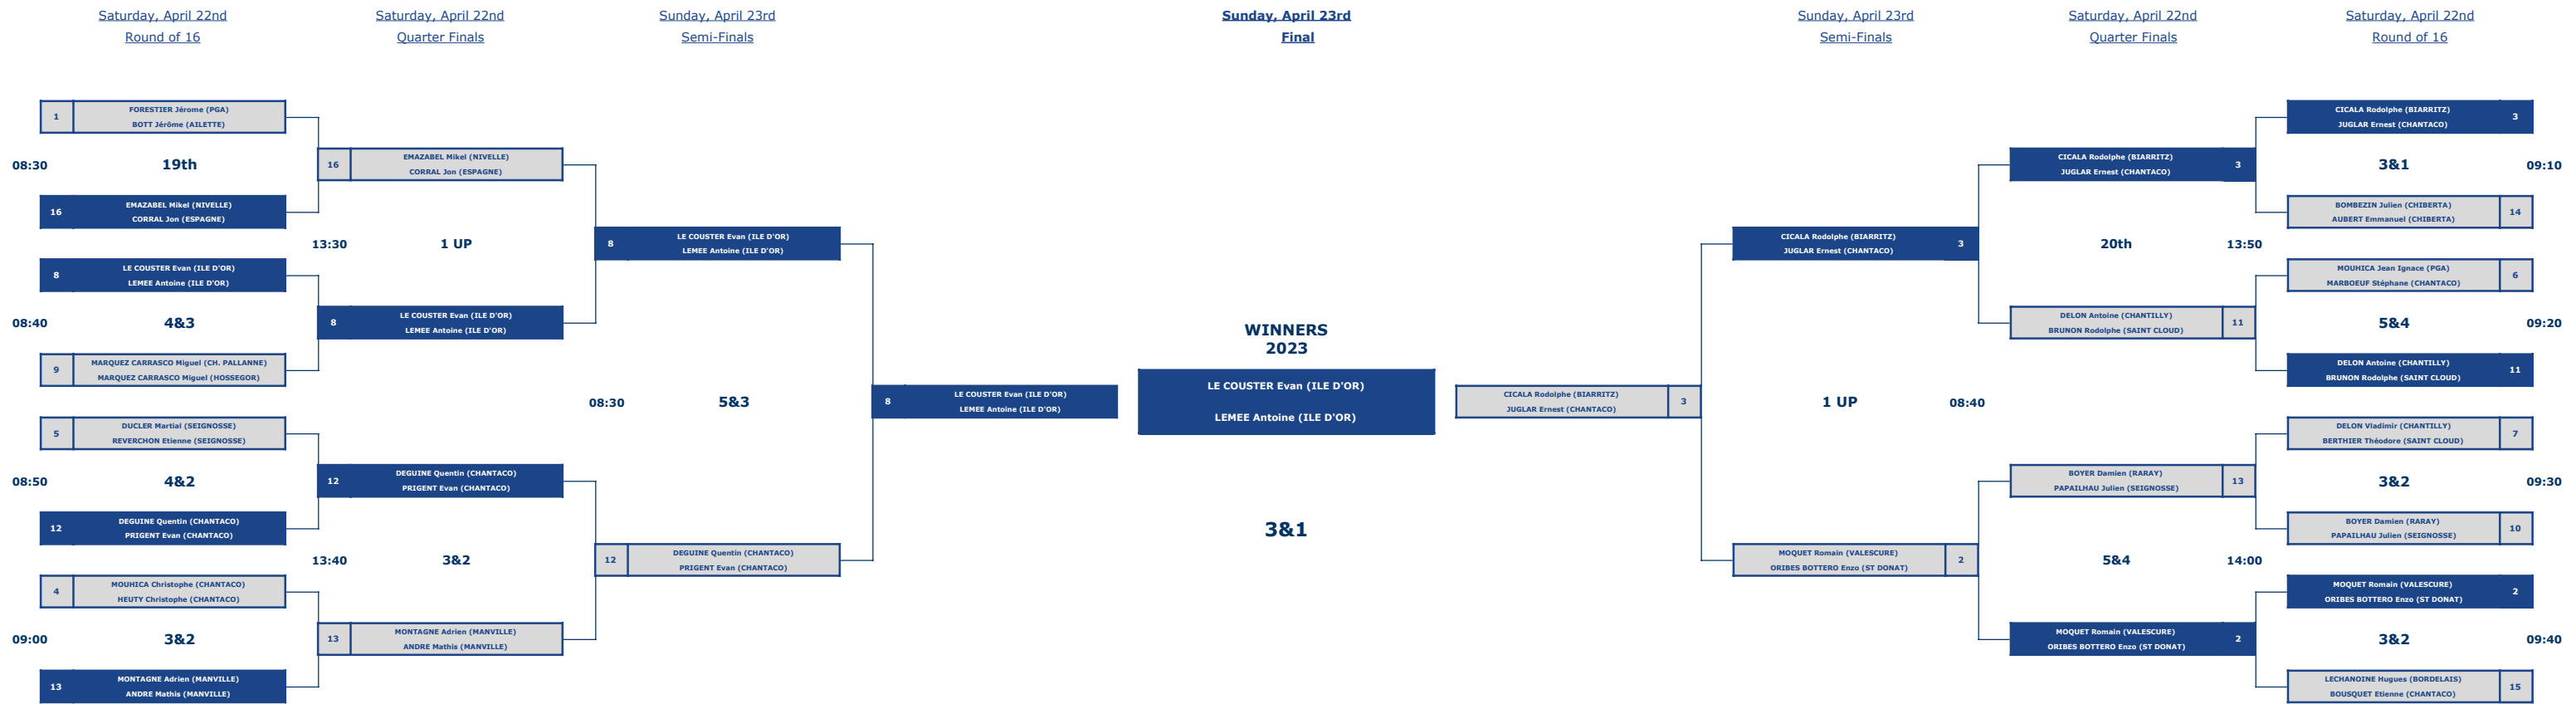 Saturday, April 22nd
Round of 16
Saturday, April 22nd
Quarter Finals
Sunday, April 23rd
Semi-Finals
Sunday, April 23rd
Final
Sunday, April 23rd
Semi-Finals
Saturday, April 22nd
Quarter Finals
Saturday, April 22nd
Round of 16
1
FORESTIER Jérome (PGA)
BOTT Jérôme (AILETTE)
08:30
19th
16
EMAZABEL Mikel (NIVELLE)
CORRAL Jon (ESPAGNE)
8
LE COUSTER Evan (ILE D'OR)
LEMEE Antoine (ILE D'OR)
08:40
4&3
9
MARQUEZ CARRASCO Miguel (CH. PALLANNE)
MARQUEZ CARRASCO Miguel (HOSSEGOR)
5
DUCLER Martial (SEIGNOSSE)
REVERCHON Etienne (SEIGNOSSE)
08:50
4&2
12
DEGUINE Quentin (CHANTACO)
PRIGENT Evan (CHANTACO)
4
MOUHICA Christophe (CHANTACO)
HEUTY Christophe (CHANTACO)
09:00
3&2
13
MONTAGNE Adrien (MANVILLE)
ANDRE Mathis (MANVILLE)
16
EMAZABEL Mikel (NIVELLE)
CORRAL Jon (ESPAGNE)
13:30
1 UP
8
LE COUSTER Evan (ILE D'OR)
LEMEE Antoine (ILE D'OR)
12
DEGUINE Quentin (CHANTACO)
PRIGENT Evan (CHANTACO)
13:40
3&2
13
MONTAGNE Adrien (MANVILLE)
ANDRE Mathis (MANVILLE)
8
LE COUSTER Evan (ILE D'OR)
LEMEE Antoine (ILE D'OR)
08:30
5&3
12
DEGUINE Quentin (CHANTACO)
PRIGENT Evan (CHANTACO)
8
LE COUSTER Evan (ILE D'OR)
LEMEE Antoine (ILE D'OR)
WINNERS
2023
LE COUSTER Evan (ILE D'OR)
LEMEE Antoine (ILE D'OR)
3&1
CICALA Rodolphe (BIARRITZ)
JUGLAR Ernest (CHANTACO)
3
CICALA Rodolphe (BIARRITZ)
JUGLAR Ernest (CHANTACO)
3
1 UP
08:40
MOQUET Romain (VALESCURE)
ORIBES BOTTERO Enzo (ST DONAT)
2
CICALA Rodolphe (BIARRITZ)
JUGLAR Ernest (CHANTACO)
3
20th
13:50
DELON Antoine (CHANTILLY)
BRUNON Rodolphe (SAINT CLOUD)
11
BOYER Damien (RARAY)
PAPAILHAU Julien (SEIGNOSSE)
13
5&4
14:00
MOQUET Romain (VALESCURE)
ORIBES BOTTERO Enzo (ST DONAT)
2
CICALA Rodolphe (BIARRITZ)
JUGLAR Ernest (CHANTACO)
3
3&1
09:10
BOMBEZIN Julien (CHIBERTA)
AUBERT Emmanuel (CHIBERTA)
14
MOUHICA Jean Ignace (PGA)
MARBOEUF Stéphane (CHANTACO)
6
5&4
09:20
DELON Antoine (CHANTILLY)
BRUNON Rodolphe (SAINT CLOUD)
11
DELON Vladimir (CHANTILLY)
BERTHIER Théodore (SAINT CLOUD)
7
3&2
09:30
BOYER Damien (RARAY)
PAPAILHAU Julien (SEIGNOSSE)
10
MOQUET Romain (VALESCURE)
ORIBES BOTTERO Enzo (ST DONAT)
2
3&2
09:40
LECHANOINE Hugues (BORDELAIS)
BOUSQUET Etienne (CHANTACO)
15